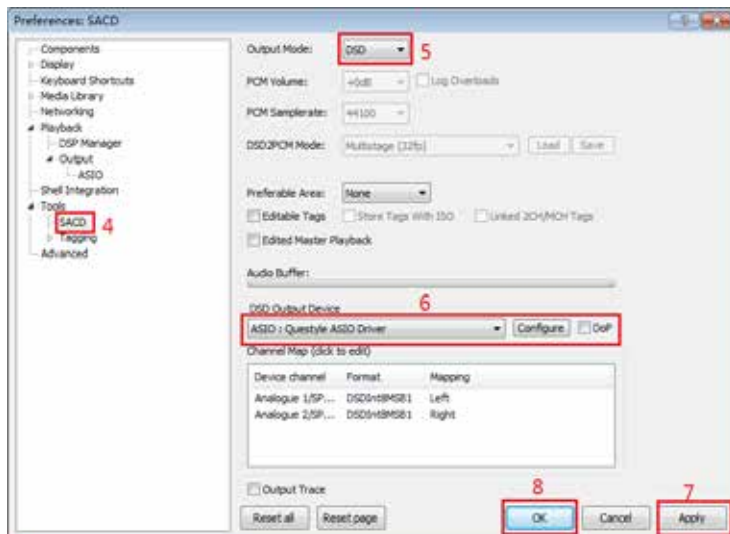 Preferences: SACD
Components
Display
Keyboard Shortcuts
Media Library
Networking
Playback
DSP Manager
Output
ASIO
Shell Integration
Tools
SACD 4
Tagging
Advanced
Output Mode: DSD 5
PCM Volume: +0dB Log Overloads
PCM Samplerate: 44100
DSD2PCM Mode: Multistage (32fp) Load Save
Preferable Area: None
Editable Tags Store Tags With ISO Linked 2CH/MCH Tags
Edited Master Playback
Audio Buffer:
6
DSD Output Device
ASIO : Questyle ASIO Driver Configure DoP
Channel Map (click to edit)
Device channel Format Mapping
Analogue 1/SP... DSDInt8MSB1 Left
Analogue 2/SP... DSDInt8MSB1 Right
Output Trace
8 7
Reset all Reset page OK Cancel Apply